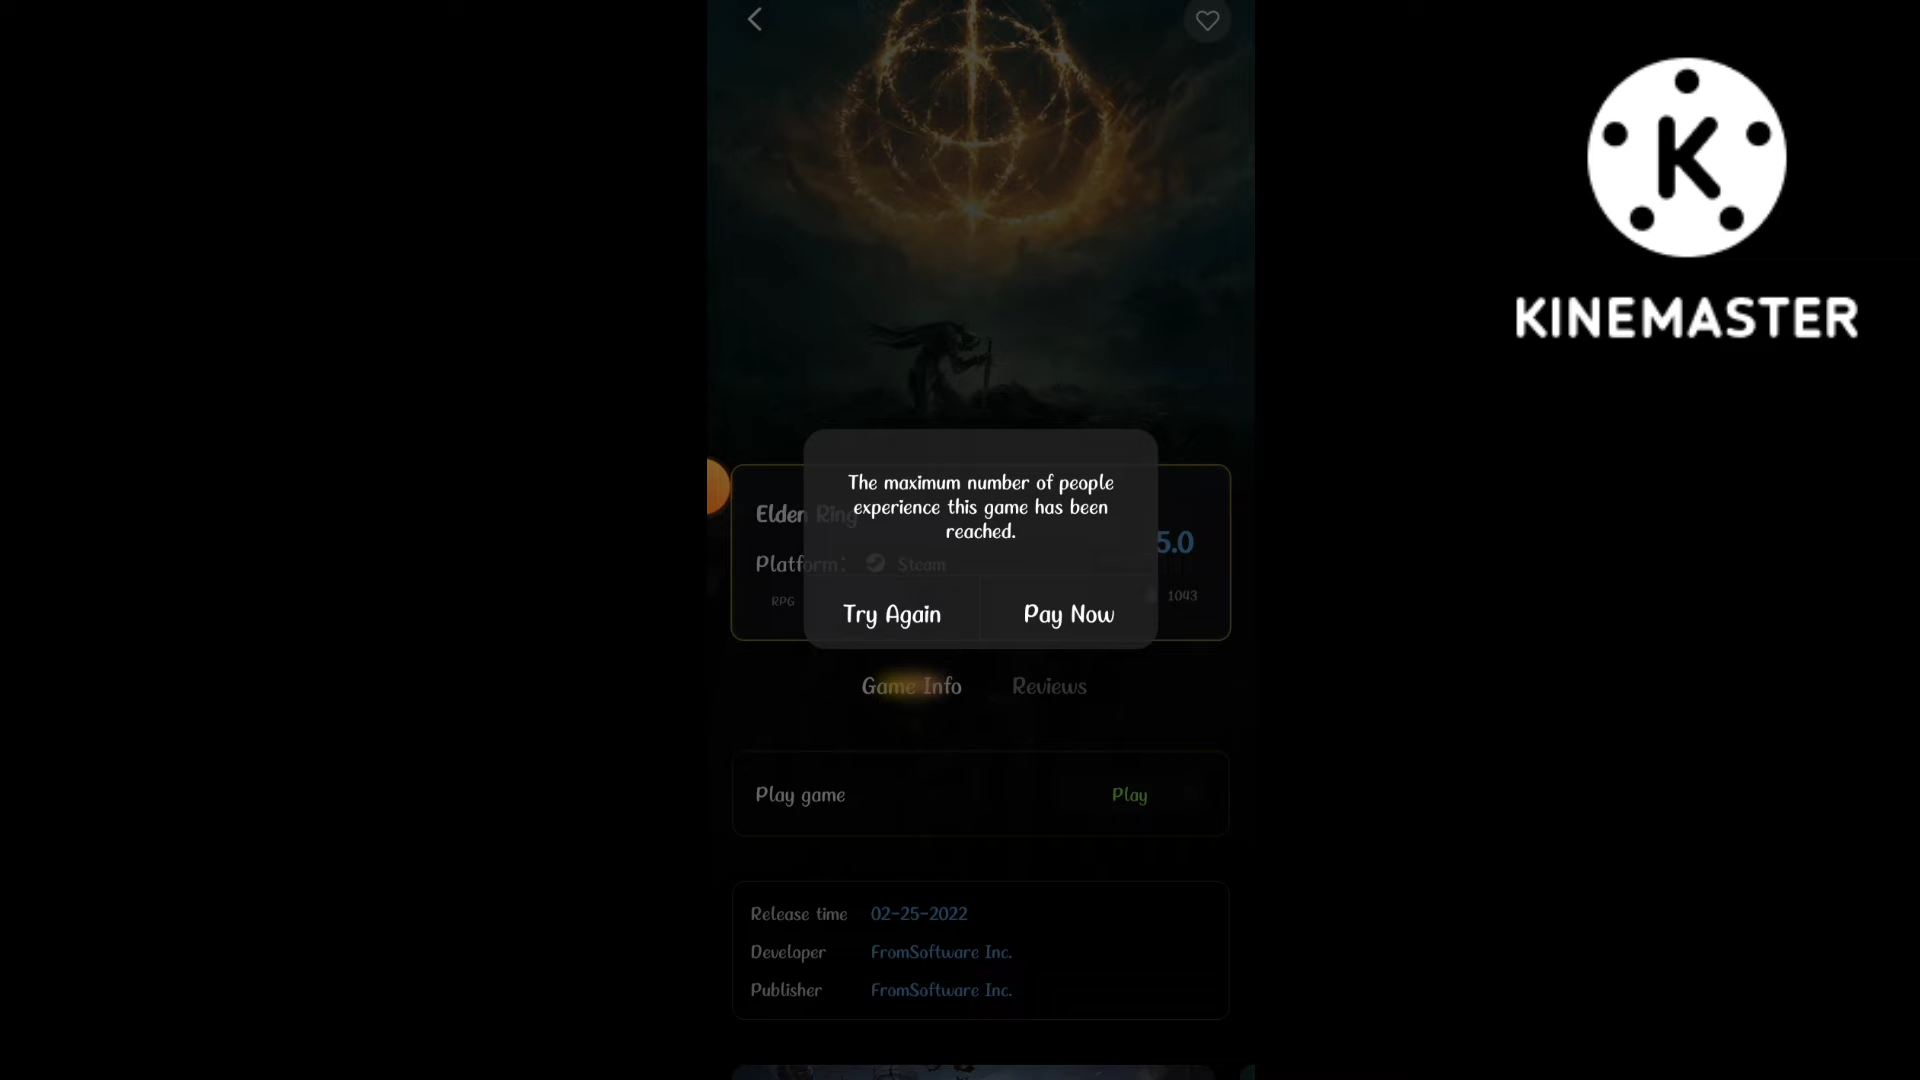 KINEMASTER
The maximum number of people
experience this game has been
reached.
Elden Ring
Platform: Steam
5.0
RPG
1043
Try Again
Pay Now
Game Info
Reviews
Play game
Play
Release time 02-25-2022
Developer FromSoftware Inc.
Publisher FromSoftware Inc.